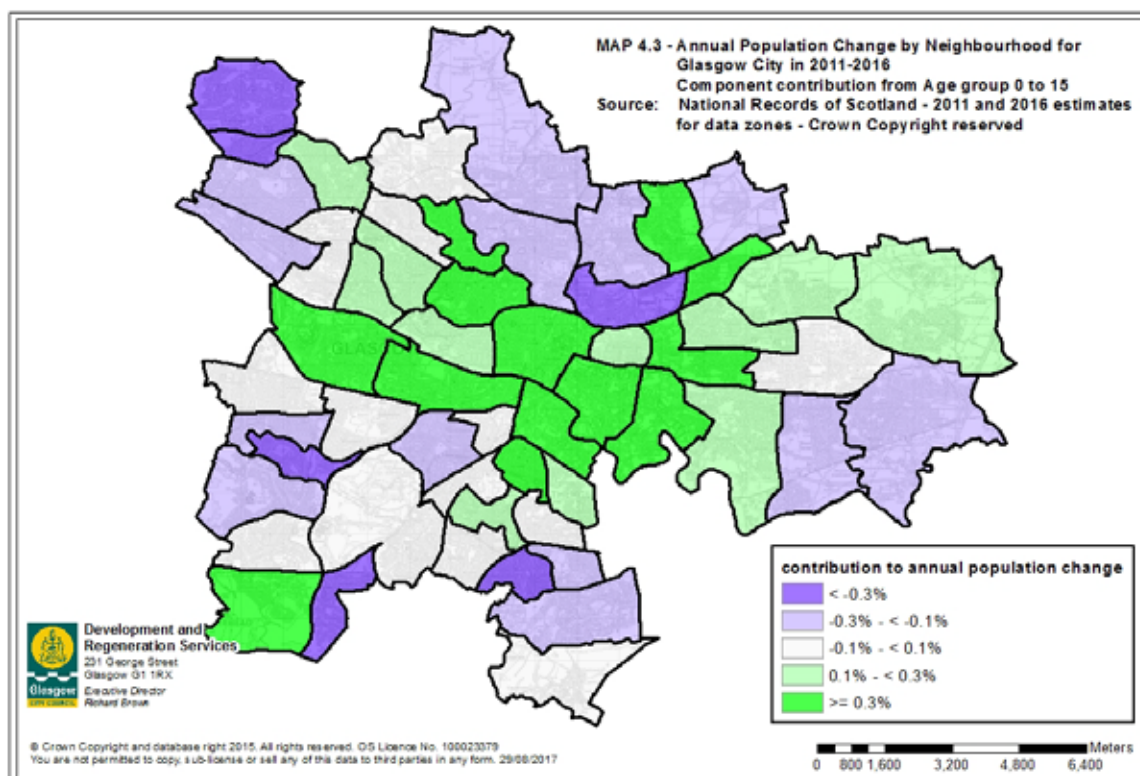 MAP 4.3 - Annual Population Change by Neighbourhood for
Glasgow City in 2011-2016
Component contribution from Age group 0 to 15
Source: National Records of Scotland - 2011 and 2016 estimates
for data zones - Crown Copyright reserved
contribution to annual population change
< -0.3%
-0.3% - < -0.1%
-0.1% - < 0.1%
0.1% - < 0.3%
>= 0.3%
Development and
Regeneration Services
231 George Street
Glasgow G1 1RX
Executive Director
Richard Brown
Glasgow
CITY COUNCIL
© Crown Copyright and database right 2015. All rights reserved. OS Licence No. 100023379
You are not permitted to copy, sub-license or sell any of this data to third parties in any form. 29/08/2017
Meters
0 800 1,600 3,200 4,800 6,400